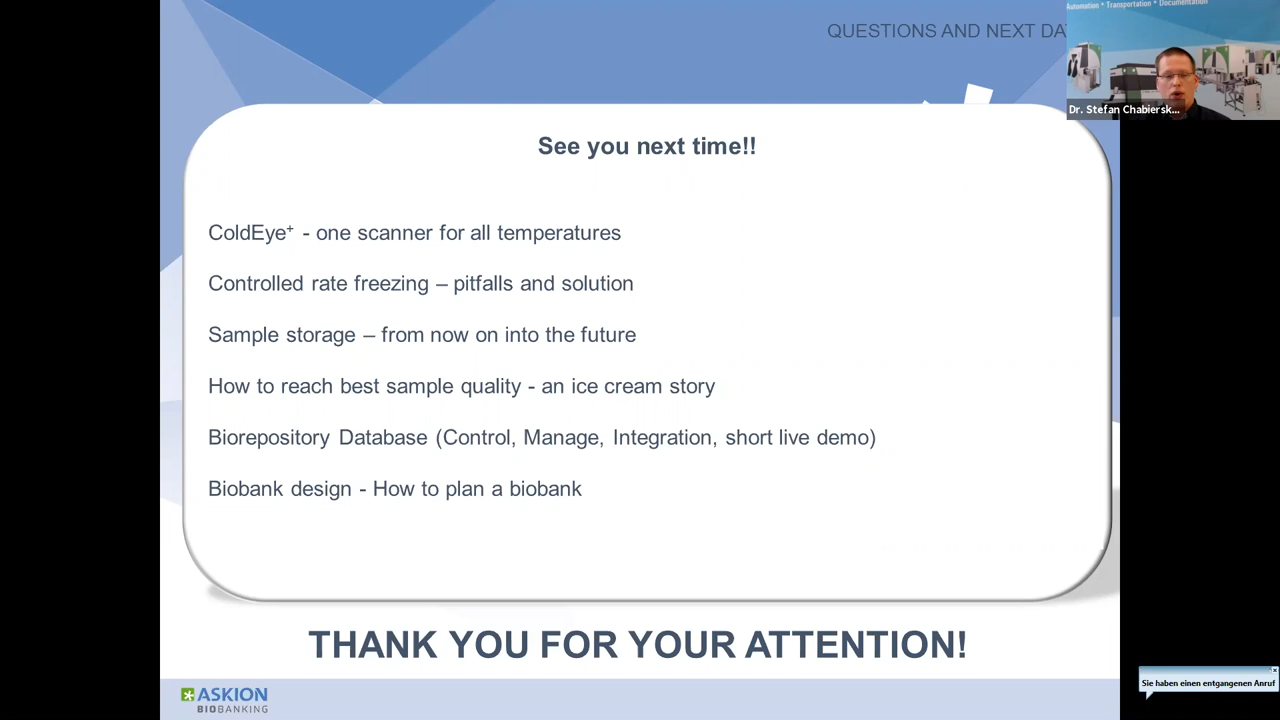 QUESTIONS AND NEXT DA
Automation * Transportation * Documentation
Dr. Stefan Chabiersk...
See you next time!!
ColdEye⁺ - one scanner for all temperatures
Controlled rate freezing – pitfalls and solution
Sample storage – from now on into the future
How to reach best sample quality - an ice cream story
Biorepository Database (Control, Manage, Integration, short live demo)
Biobank design - How to plan a biobank
THANK YOU FOR YOUR ATTENTION!
ASKION
BIOBANKING
Sie haben einen entgangenen Anruf